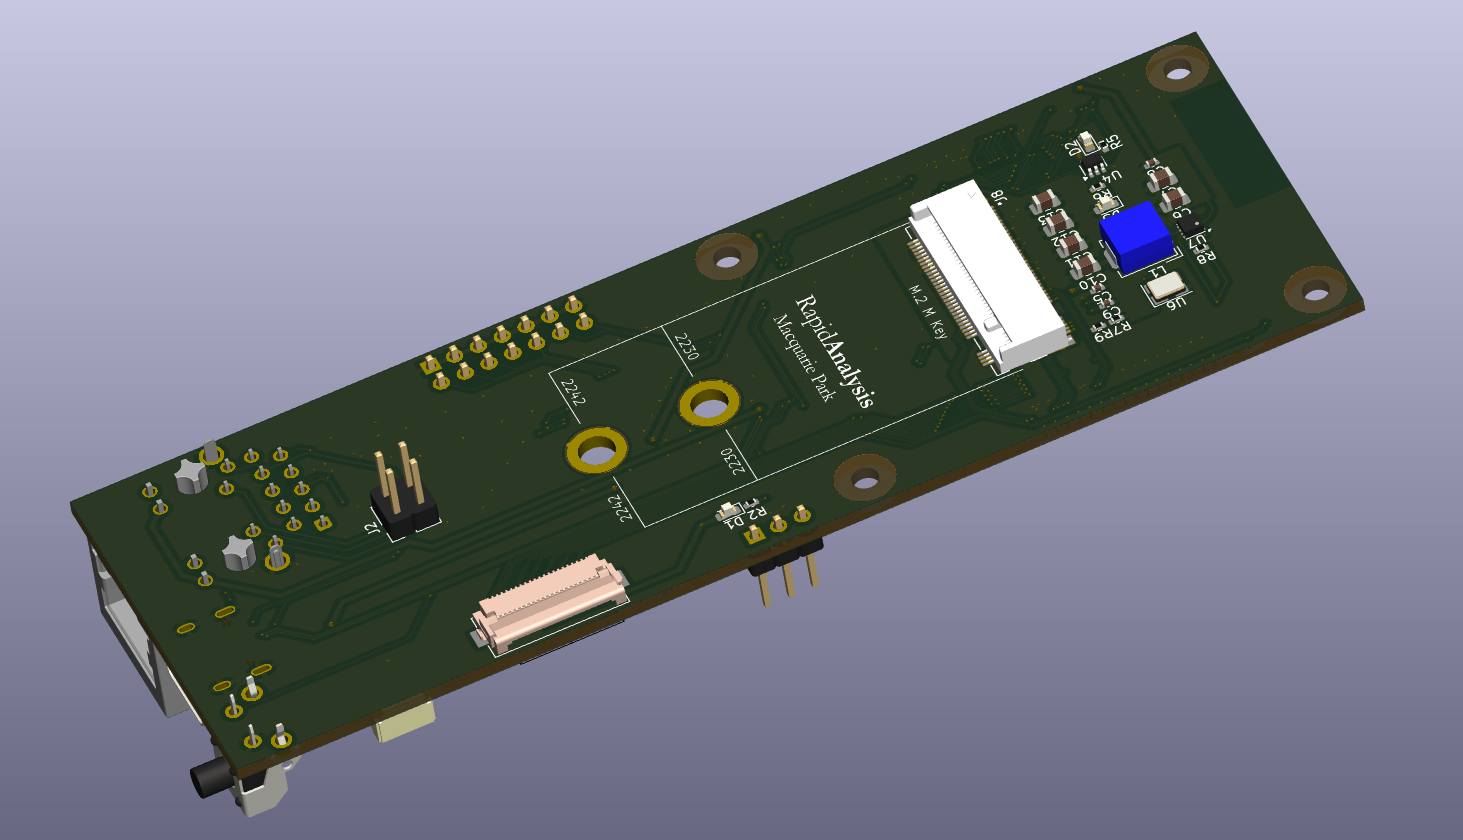 D2
R5
U4
J8
U7
R8
L1
U6
C10
C9
R7R9
M.2 M Key
RapidAnalysis
Macquarie Park
2230
2242
2230
2242
J2
D1
R2